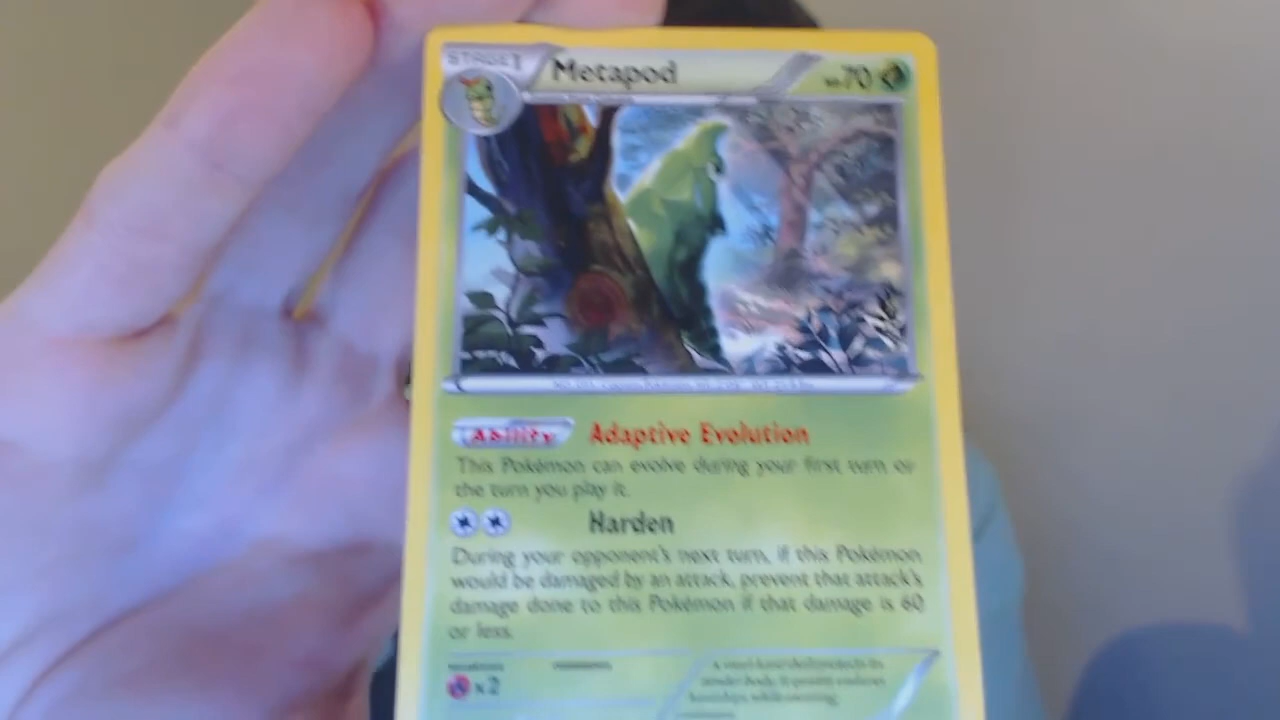 STAGE 1
Metapod
HP 70
Ability Adaptive Evolution
This Pokémon can evolve during your first turn or
the turn you play it.
Harden
During your opponent's next turn, if this Pokémon
would be damaged by an attack, prevent that attack's
damage done to this Pokémon if that damage is 60
or less.
×2